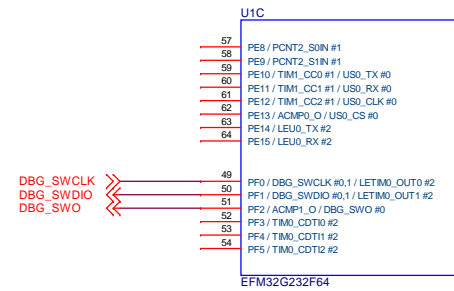 U1C
57 PE8 / PCNT2_S0IN #1
58 PE9 / PCNT2_S1IN #1
59 PE10 / TIM1_CC0 #1 / US0_TX #0
60 PE11 / TIM1_CC1 #1 / US0_RX #0
61 PE12 / TIM1_CC2 #1 / US0_CLK #0
62 PE13 / ACMP0_O / US0_CS #0
63 PE14 / LEU0_TX #2
64 PE15 / LEU0_RX #2
DBG_SWCLK 49 PF0 / DBG_SWCLK #0,1 / LETIM0_OUT0 #2
DBG_SWDIO 50 PF1 / DBG_SWDIO #0,1 / LETIM0_OUT1 #2
DBG_SWO 51 PF2 / ACMP1_O / DBG_SWO #0
52 PF3 / TIM0_CDTI0 #2
53 PF4 / TIM0_CDTI1 #2
54 PF5 / TIM0_CDTI2 #2
EFM32G232F64